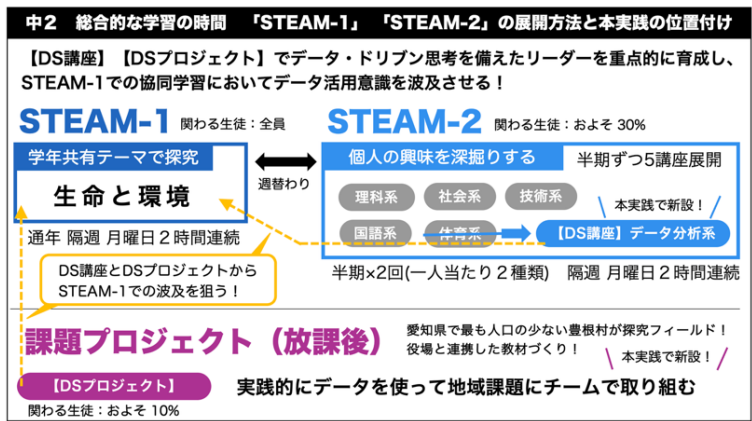 中２　総合的な学習の時間　「STEAM-1」「STEAM-2」の展開方法と本実践の位置付け
【DS講座】【DSプロジェクト】でデータ・ドリブン思考を備えたリーダーを重点的に育成し、
STEAM-1での協同学習においてデータ活用意識を波及させる！
STEAM-1 関わる生徒：全員
学年共有テーマで探究
生命と環境
通年 隔週 月曜日２時間連続
週替わり
STEAM-2 関わる生徒：およそ 30%
個人の興味を深掘りする 半期ずつ5講座展開
理科系 社会系 技術系
本実践で新設！
国語系 体育系 【DS講座】データ分析系
半期×2回(一人当たり２種類)　隔週 月曜日２時間連続
DS講座とDSプロジェクトから
STEAM-1での波及を狙う！
課題プロジェクト（放課後）
愛知県で最も人口の少ない豊根村が探究フィールド！
役場と連携した教材づくり！
本実践で新設！
【DSプロジェクト】 実践的にデータを使って地域課題にチームで取り組む
関わる生徒：およそ 10%